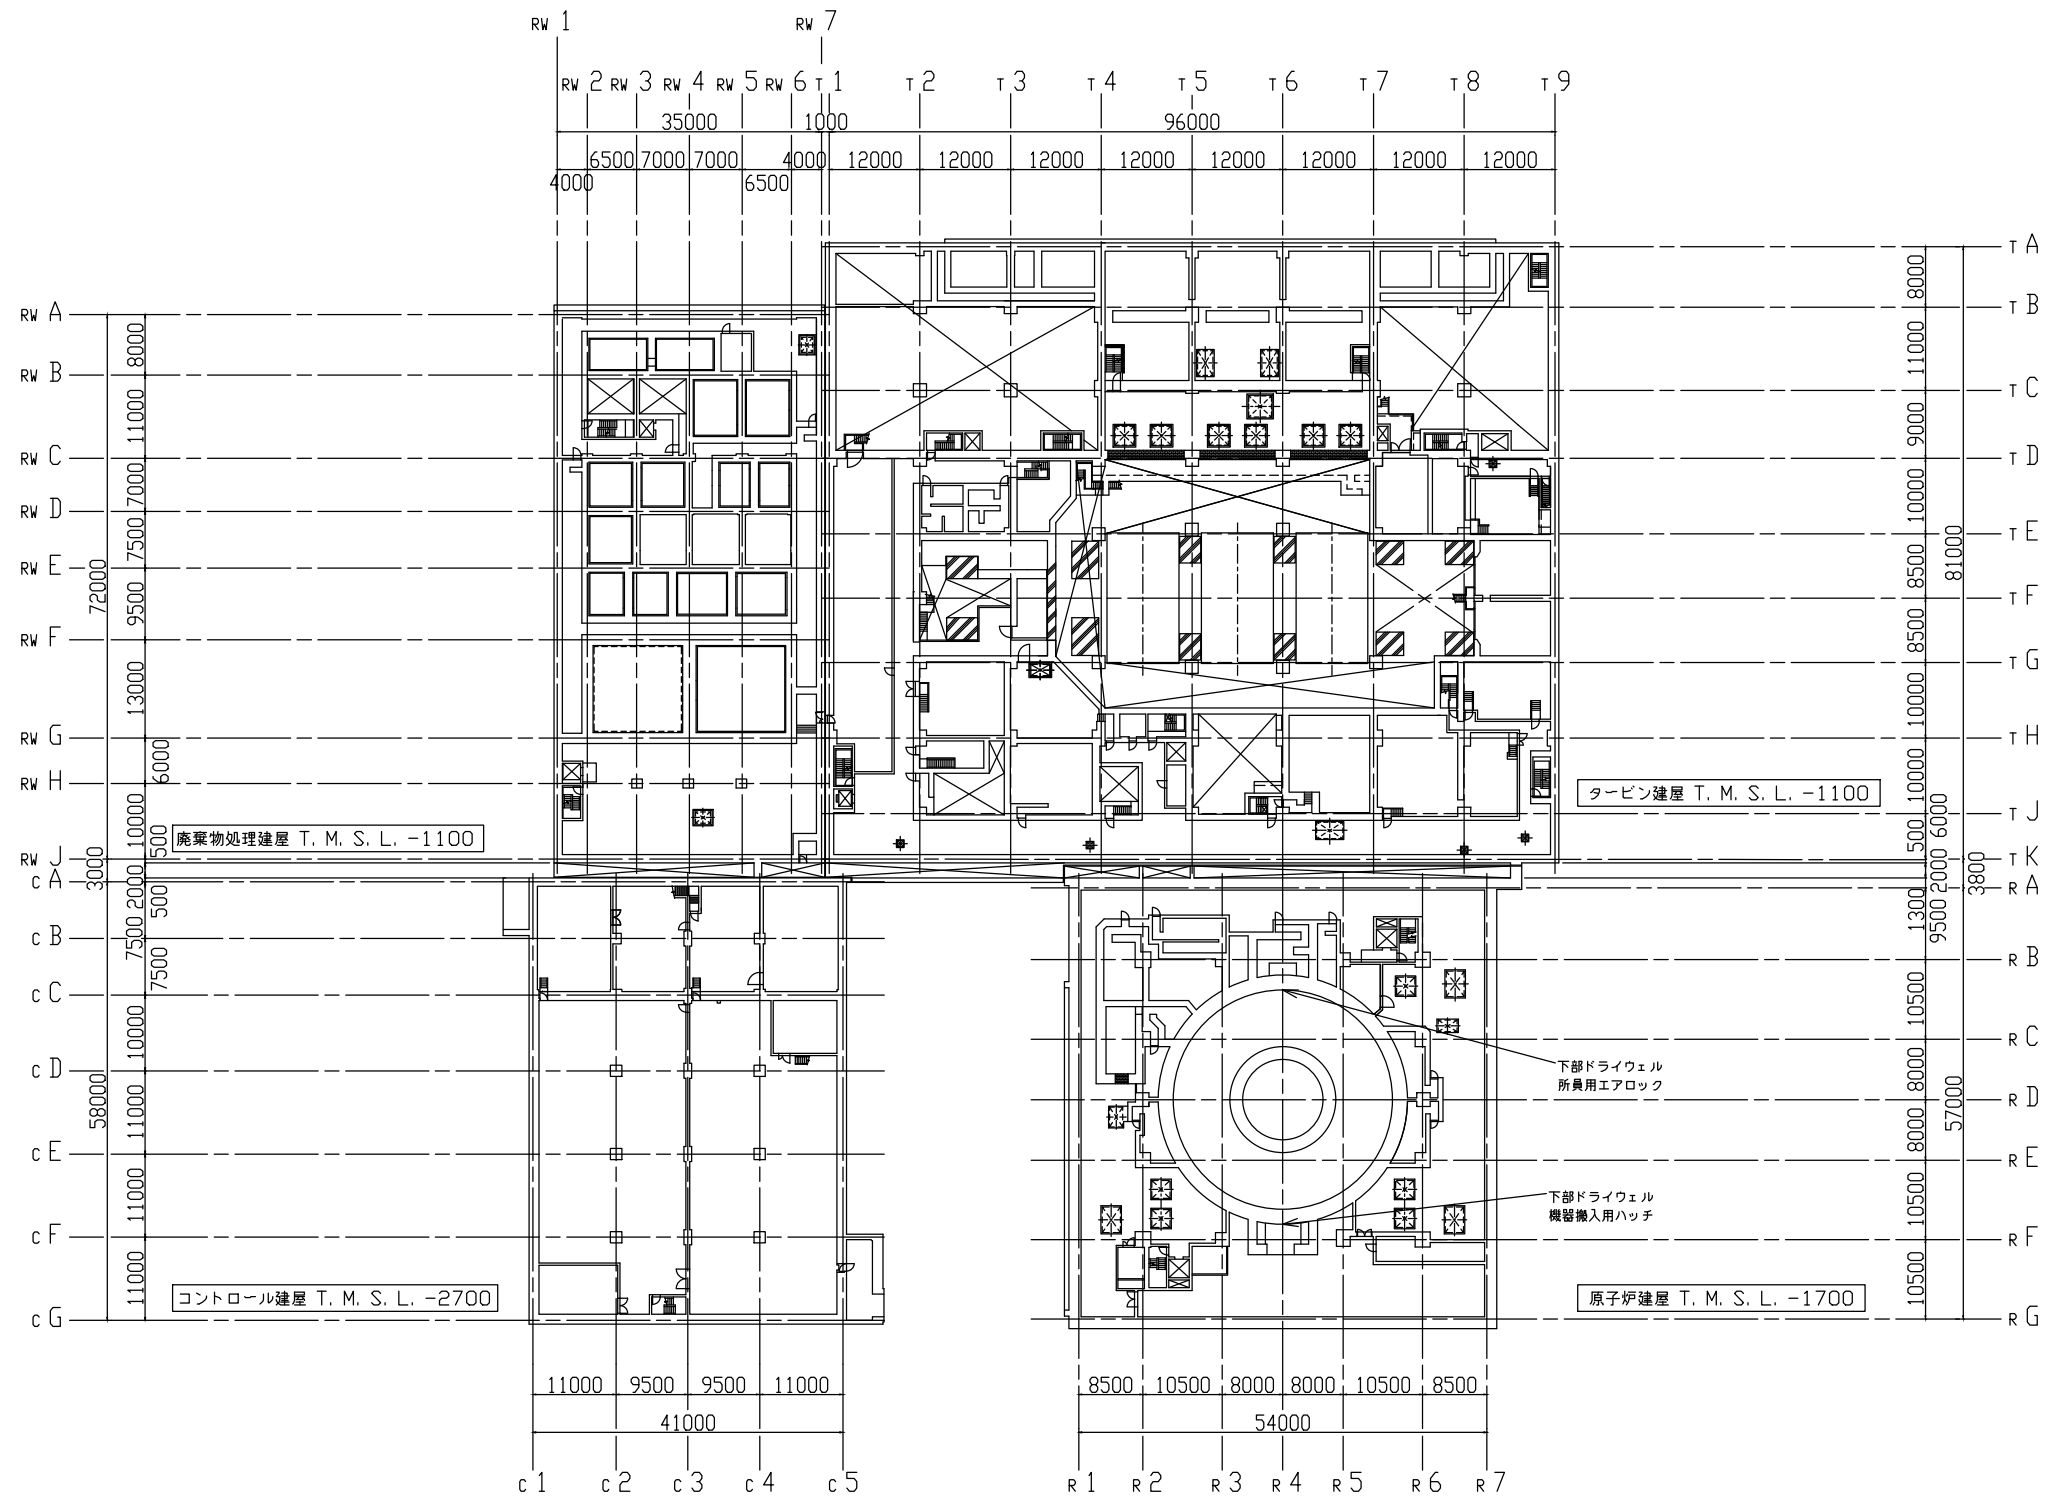 RW 1
RW 7
RW 2 RW 3 RW 4 RW 5 RW 6 T 1 T 2 T 3 T 4 T 5 T 6 T 7 T 8 T 9
35000 1000 96000
6500 7000 7000 4000 12000 12000 12000 12000 12000 12000 12000 12000
4000 6500
T A
8000
T B
RW A
8000
11000
RW B
T C
11000
9000
RW C
T D
7000
10000
RW D
T E
7500
81000
8500
RW E
72000
T F
9500
8500
RW F
T G
13000
10000
RW G
T H
6000
RW H
10000
タービン建屋 T. M. S. L. -1100
T J
6000
10000
廃棄物処理建屋 T. M. S. L. -1100
500
500
RW J
T K
3000
2000
3800
C A
R A
2000
500
1300
9500
7500
C B
R B
7500
C C
10500
10000
R C
下部ドライウェル
所員用エアロック
C D
8000
58000
R D
57000
11000
8000
C E
R E
11000
下部ドライウェル
機器搬入用ハッチ
10500
C F
R F
11000
10500
コントロール建屋 T. M. S. L. -2700
原子炉建屋 T. M. S. L. -1700
C G
R G
11000 9500 9500 11000
8500 10500 8000 8000 10500 8500
41000
54000
C 1 C 2 C 3 C 4 C 5
R 1 R 2 R 3 R 4 R 5 R 6 R 7